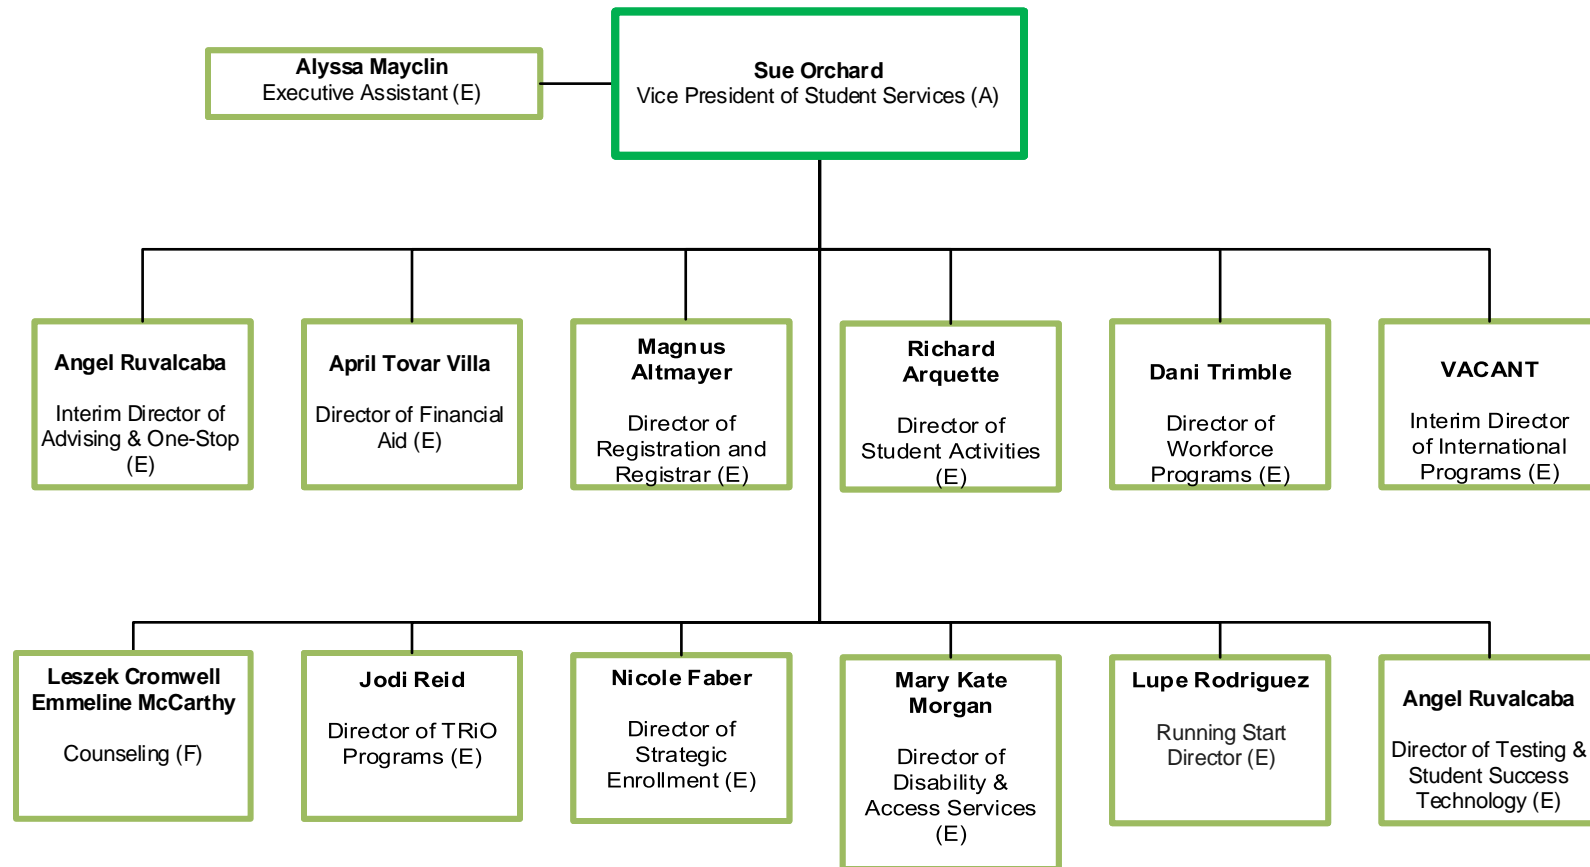 Alyssa Mayclin
Executive Assistant (E)
Sue Orchard
Vice President of Student Services (A)
Angel Ruvalcaba
Interim Director of
Advising & One-Stop
(E)
April Tovar Villa
Director of Financial
Aid (E)
Magnus
Altmayer
Director of
Registration and
Registrar (E)
Richard
Arquette
Director of
Student Activities
(E)
Dani Trimble
Director of
Workforce
Programs (E)
VACANT
Interim Director
of International
Programs (E)
Leszek Cromwell
Emmeline McCarthy
Counseling (F)
Jodi Reid
Director of TRiO
Programs (E)
Nicole Faber
Director of
Strategic
Enrollment (E)
Mary Kate
Morgan
Director of
Disability &
Access Services
(E)
Lupe Rodriguez
Running Start
Director (E)
Angel Ruvalcaba
Director of Testing &
Student Success
Technology (E)